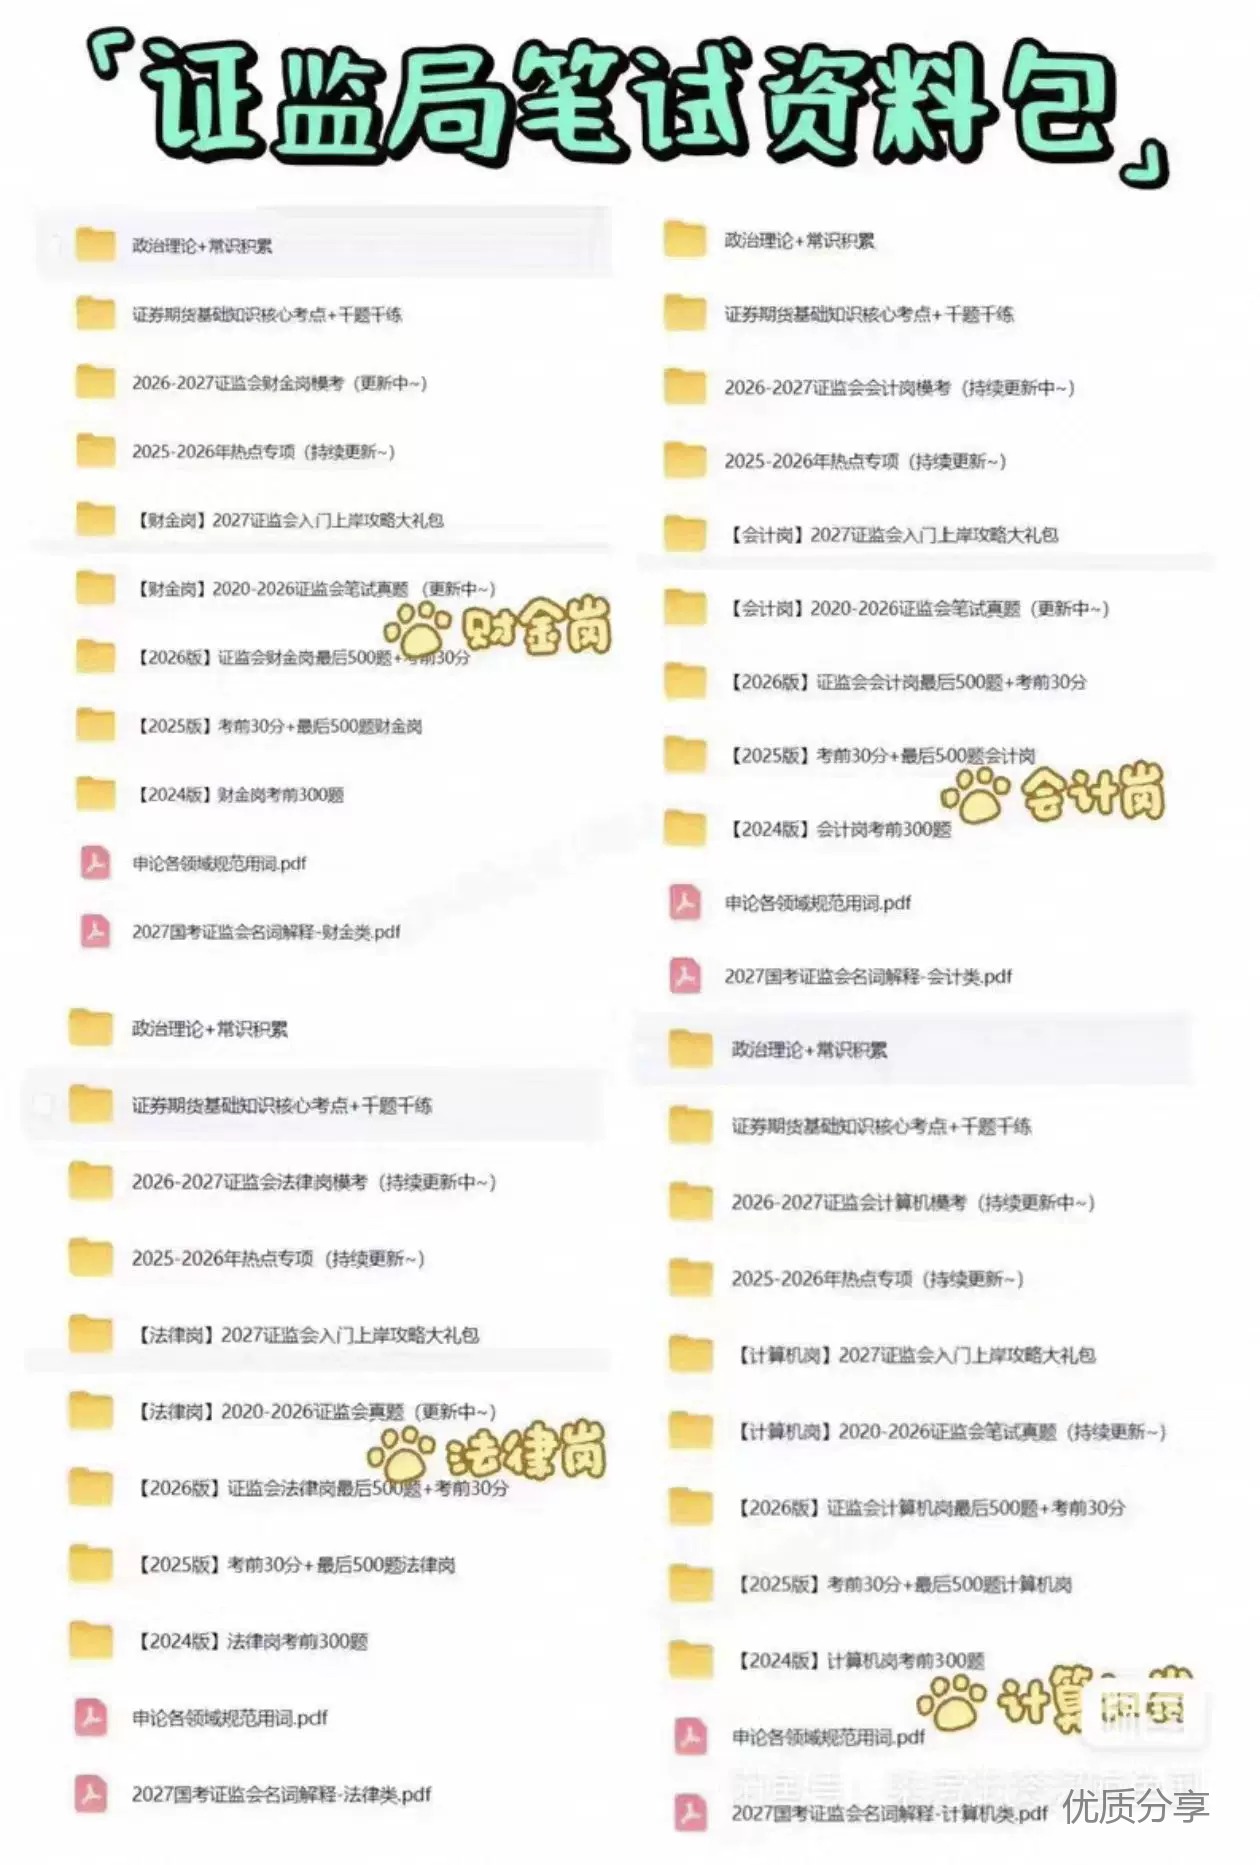 「证监局笔试资料包」
政治理论+常识积累
证券期货基础知识核心考点+千题千练
2026-2027证监会财金岗模考（更新中~）
2025-2026年热点专项（持续更新~）
【财金岗】2027证监会入门上岸攻略大礼包
【财金岗】2020-2026证监会笔试真题 （更新中~）
财金岗
【2026版】证监会财金岗最后500题+考前30分
【2025版】考前30分+最后500题财金岗
【2024版】财金岗考前300题
申论各领域规范用词.pdf
2027国考证监会名词解释-财金类.pdf
政治理论+常识积累
证券期货基础知识核心考点+千题千练
2026-2027证监会会计岗模考（持续更新中~）
2025-2026年热点专项（持续更新~）
【会计岗】2027证监会入门上岸攻略大礼包
【会计岗】2020-2026证监会笔试真题（更新中~）
【2026版】证监会会计岗最后500题+考前30分
【2025版】考前30分+最后500题会计岗
会计岗
【2024版】会计岗考前300题
申论各领域规范用词.pdf
2027国考证监会名词解释-会计类.pdf
政治理论+常识积累
证券期货基础知识核心考点+千题千练
2026-2027证监会法律岗模考（持续更新中~）
2025-2026年热点专项（持续更新~）
【法律岗】2027证监会入门上岸攻略大礼包
【法律岗】2020-2026证监会真题（更新中~）
法律岗
【2026版】证监会法律岗最后500题+考前30分
【2025版】考前30分+最后500题法律岗
【2024版】法律岗考前300题
申论各领域规范用词.pdf
2027国考证监会名词解释-法律类.pdf
政治理论+常识积累
证券期货基础知识核心考点+千题千练
2026-2027证监会计算机模考（持续更新中~）
2025-2026年热点专项（持续更新~）
【计算机岗】2027证监会入门上岸攻略大礼包
【计算机岗】2020-2026证监会笔试真题（持续更新~）
【2026版】证监会计算机岗最后500题+考前30分
【2025版】考前30分+最后500题计算机岗
【2024版】计算机岗考前300题
计算机岗
申论各领域规范用词.pdf
2027国考证监会名词解释-计算机类.pdf
优质分享